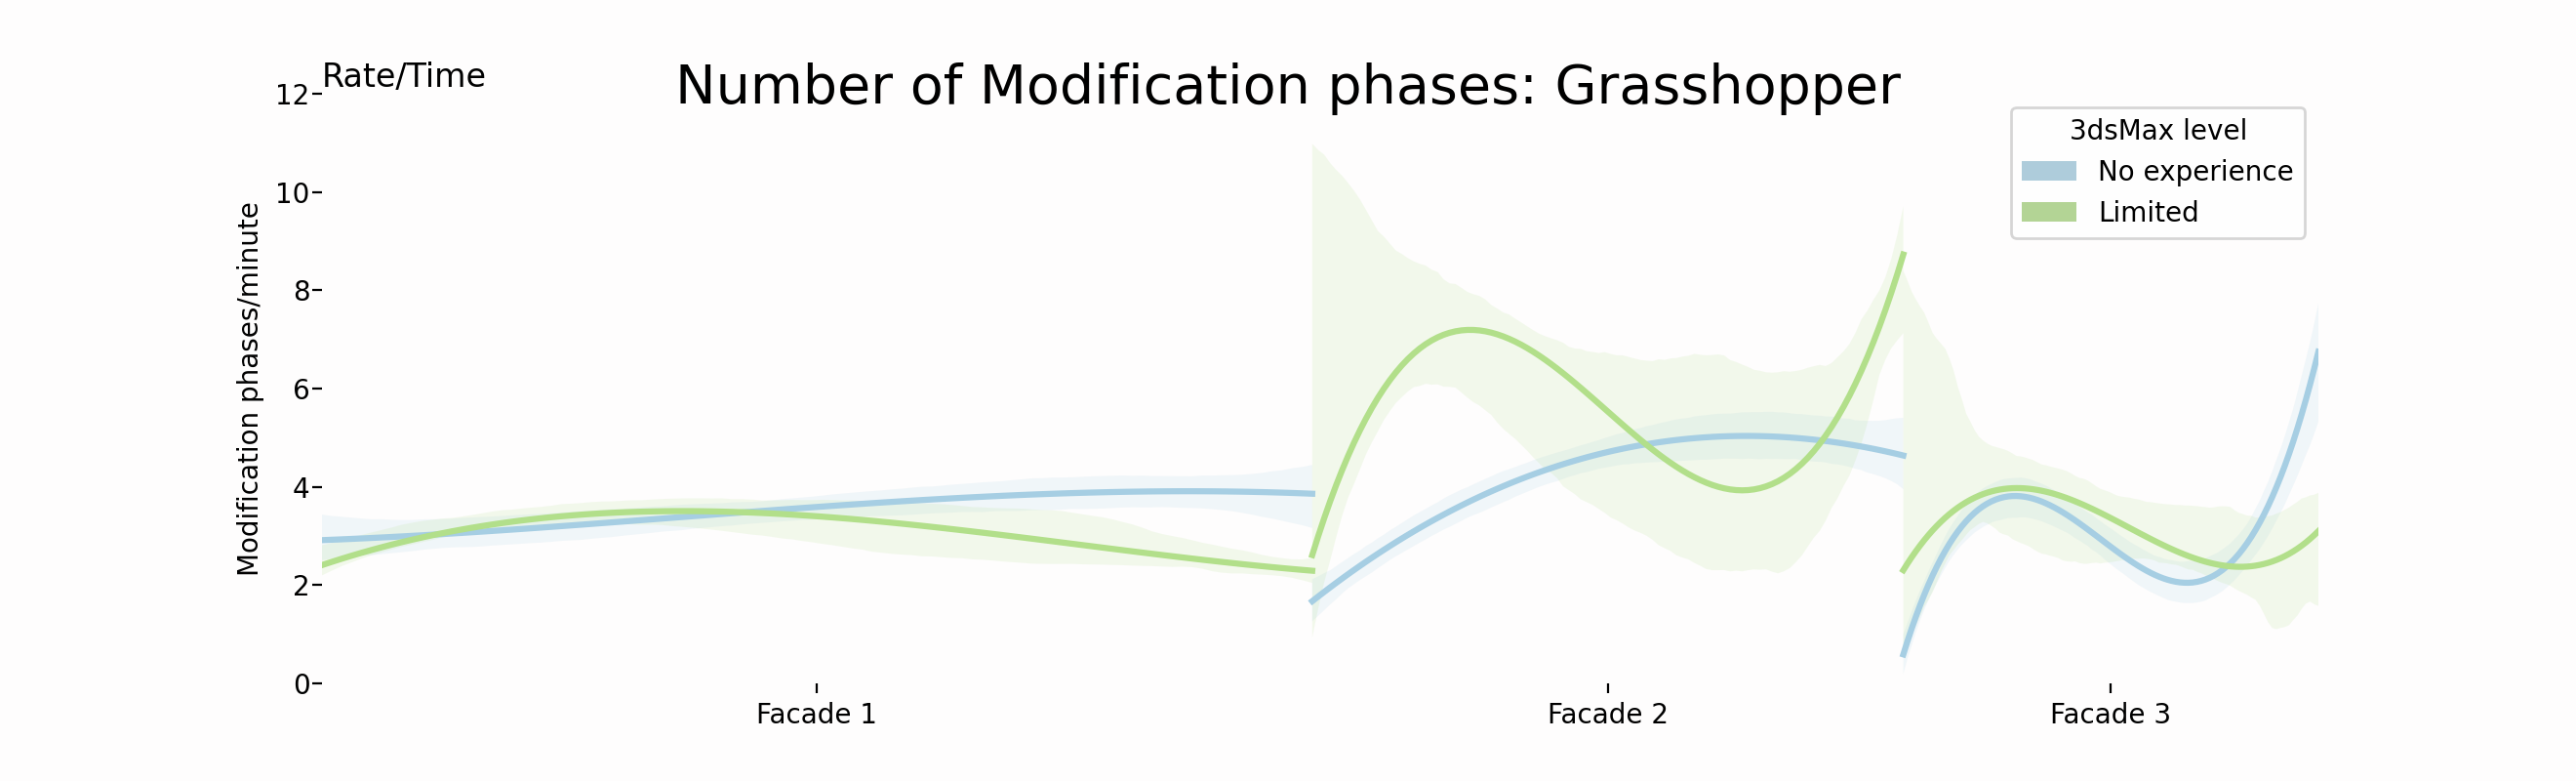 Rate/Time
Number of Modification phases: Grasshopper
Modification phases/minute
12
10
8
6
4
2
0
3dsMax level
No experience
Limited
Facade 1
Facade 2
Facade 3